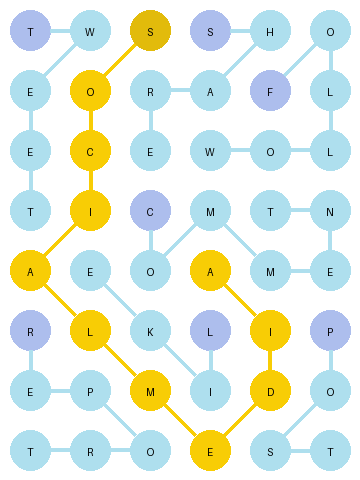 T W S S H O
E O R A F L
E C E W O L
T I C M T N
A E O A M E
R L K L I P
E P M I D O
T R O E S T